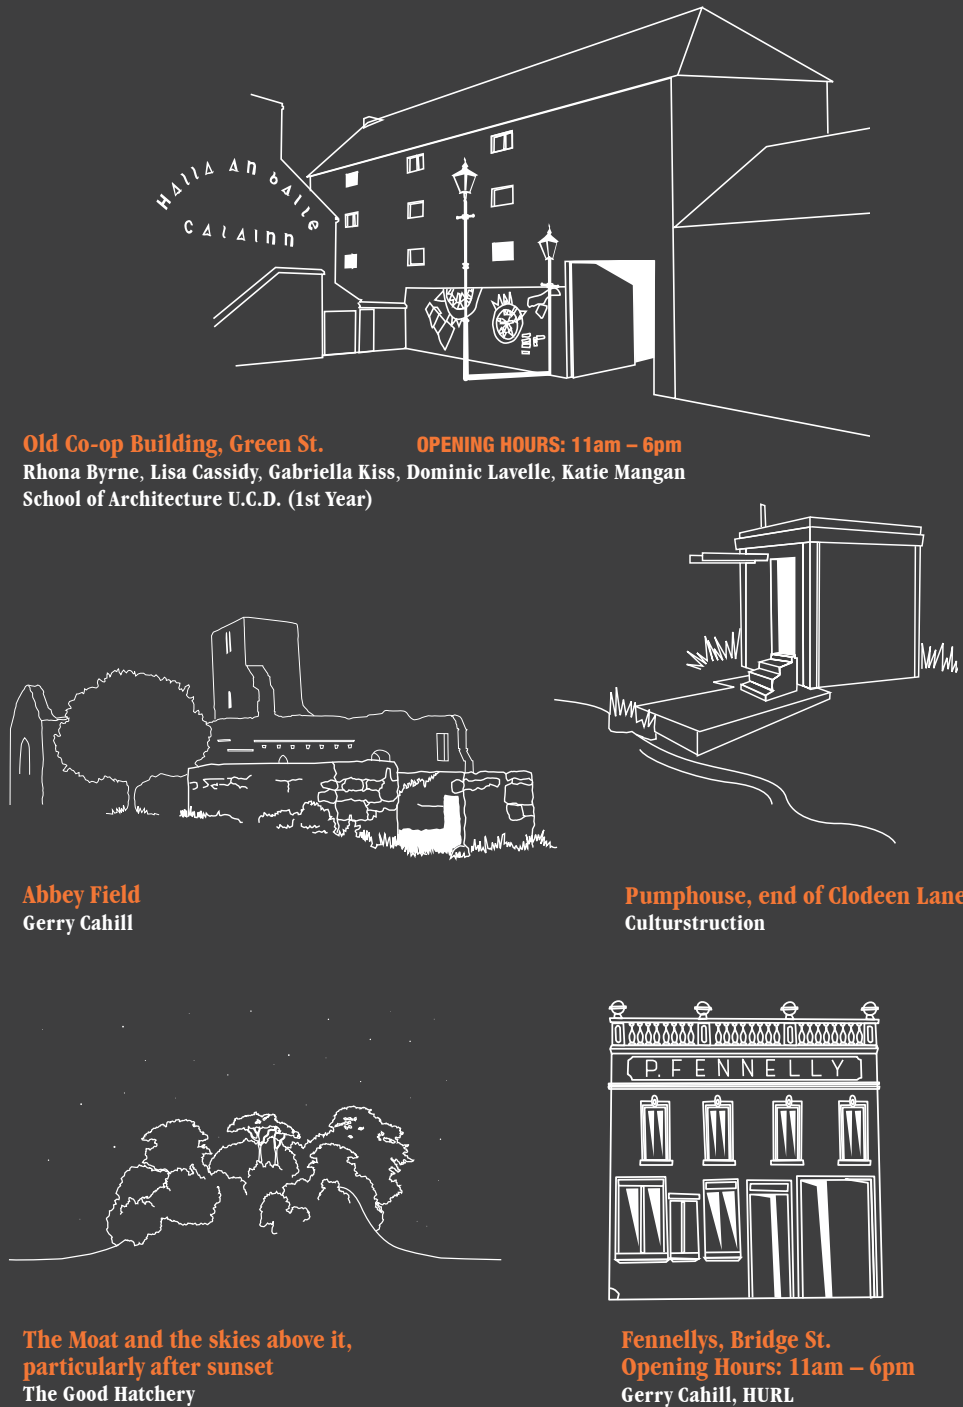 Halla an baile
Calainn
Old Co-op Building, Green St.
OPENING HOURS: 11am – 6pm
Rhona Byrne, Lisa Cassidy, Gabriella Kiss, Dominic Lavelle, Katie Mangan
School of Architecture U.C.D. (1st Year)
Abbey Field
Gerry Cahill
Pumphouse, end of Clodeen Lane
Culturstruction
The Moat and the skies above it,
particularly after sunset
The Good Hatchery
P. FENNELLY
Fennellys, Bridge St.
Opening Hours: 11am – 6pm
Gerry Cahill, HURL